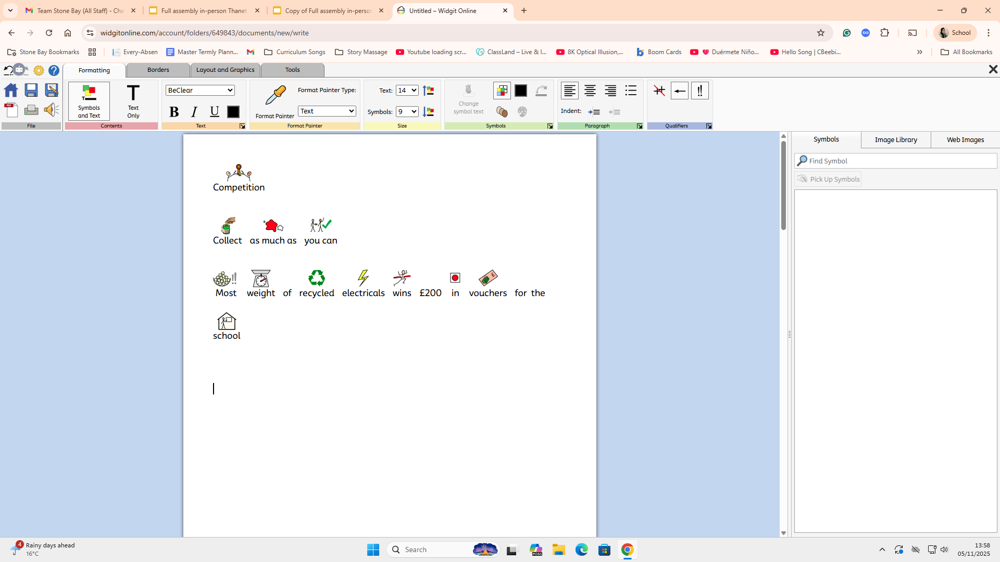 Team Stone Bay (All Staff) - Cha
Full assembly in-person Thanet
Copy of Full assembly in-person
Untitled – Widgit Online
widgitonline.com/account/folders/649843/documents/new/write
School
Stone Bay Bookmarks
Every-Absen
Master Termly Plann...
Curriculum Songs
Story Massage
Youtube loading scr...
ClassLand – Live & I...
8K Optical Illusion,...
Boom Cards
Duérmete Niño...
Hello Song | CBeebi...
All Bookmarks
Formatting
Borders
Layout and Graphics
Tools
Symbols and Text
Text Only
BeClear
B I U
Format Painter
Format Painter Type:
Text
Text: 14
Symbols: 9
Change symbol text
Indent:
PDF
File
Contents
Text
Format Painter
Size
Symbols
Paragraph
Qualifiers
Symbols
Image Library
Web Images
Find Symbol
Pick Up Symbols
Competition
Collect as much as you can
Most weight of recycled electricals wins £200 in vouchers for the
school
4
Rainy days ahead
16°C
Search
M365
13:58
05/11/2025